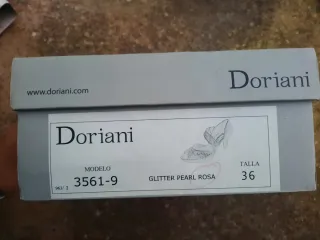 www.doriani.com
Doriani
Doriani
MODELO
3561-9
GLITTER PEARL ROSA
TALLA
36